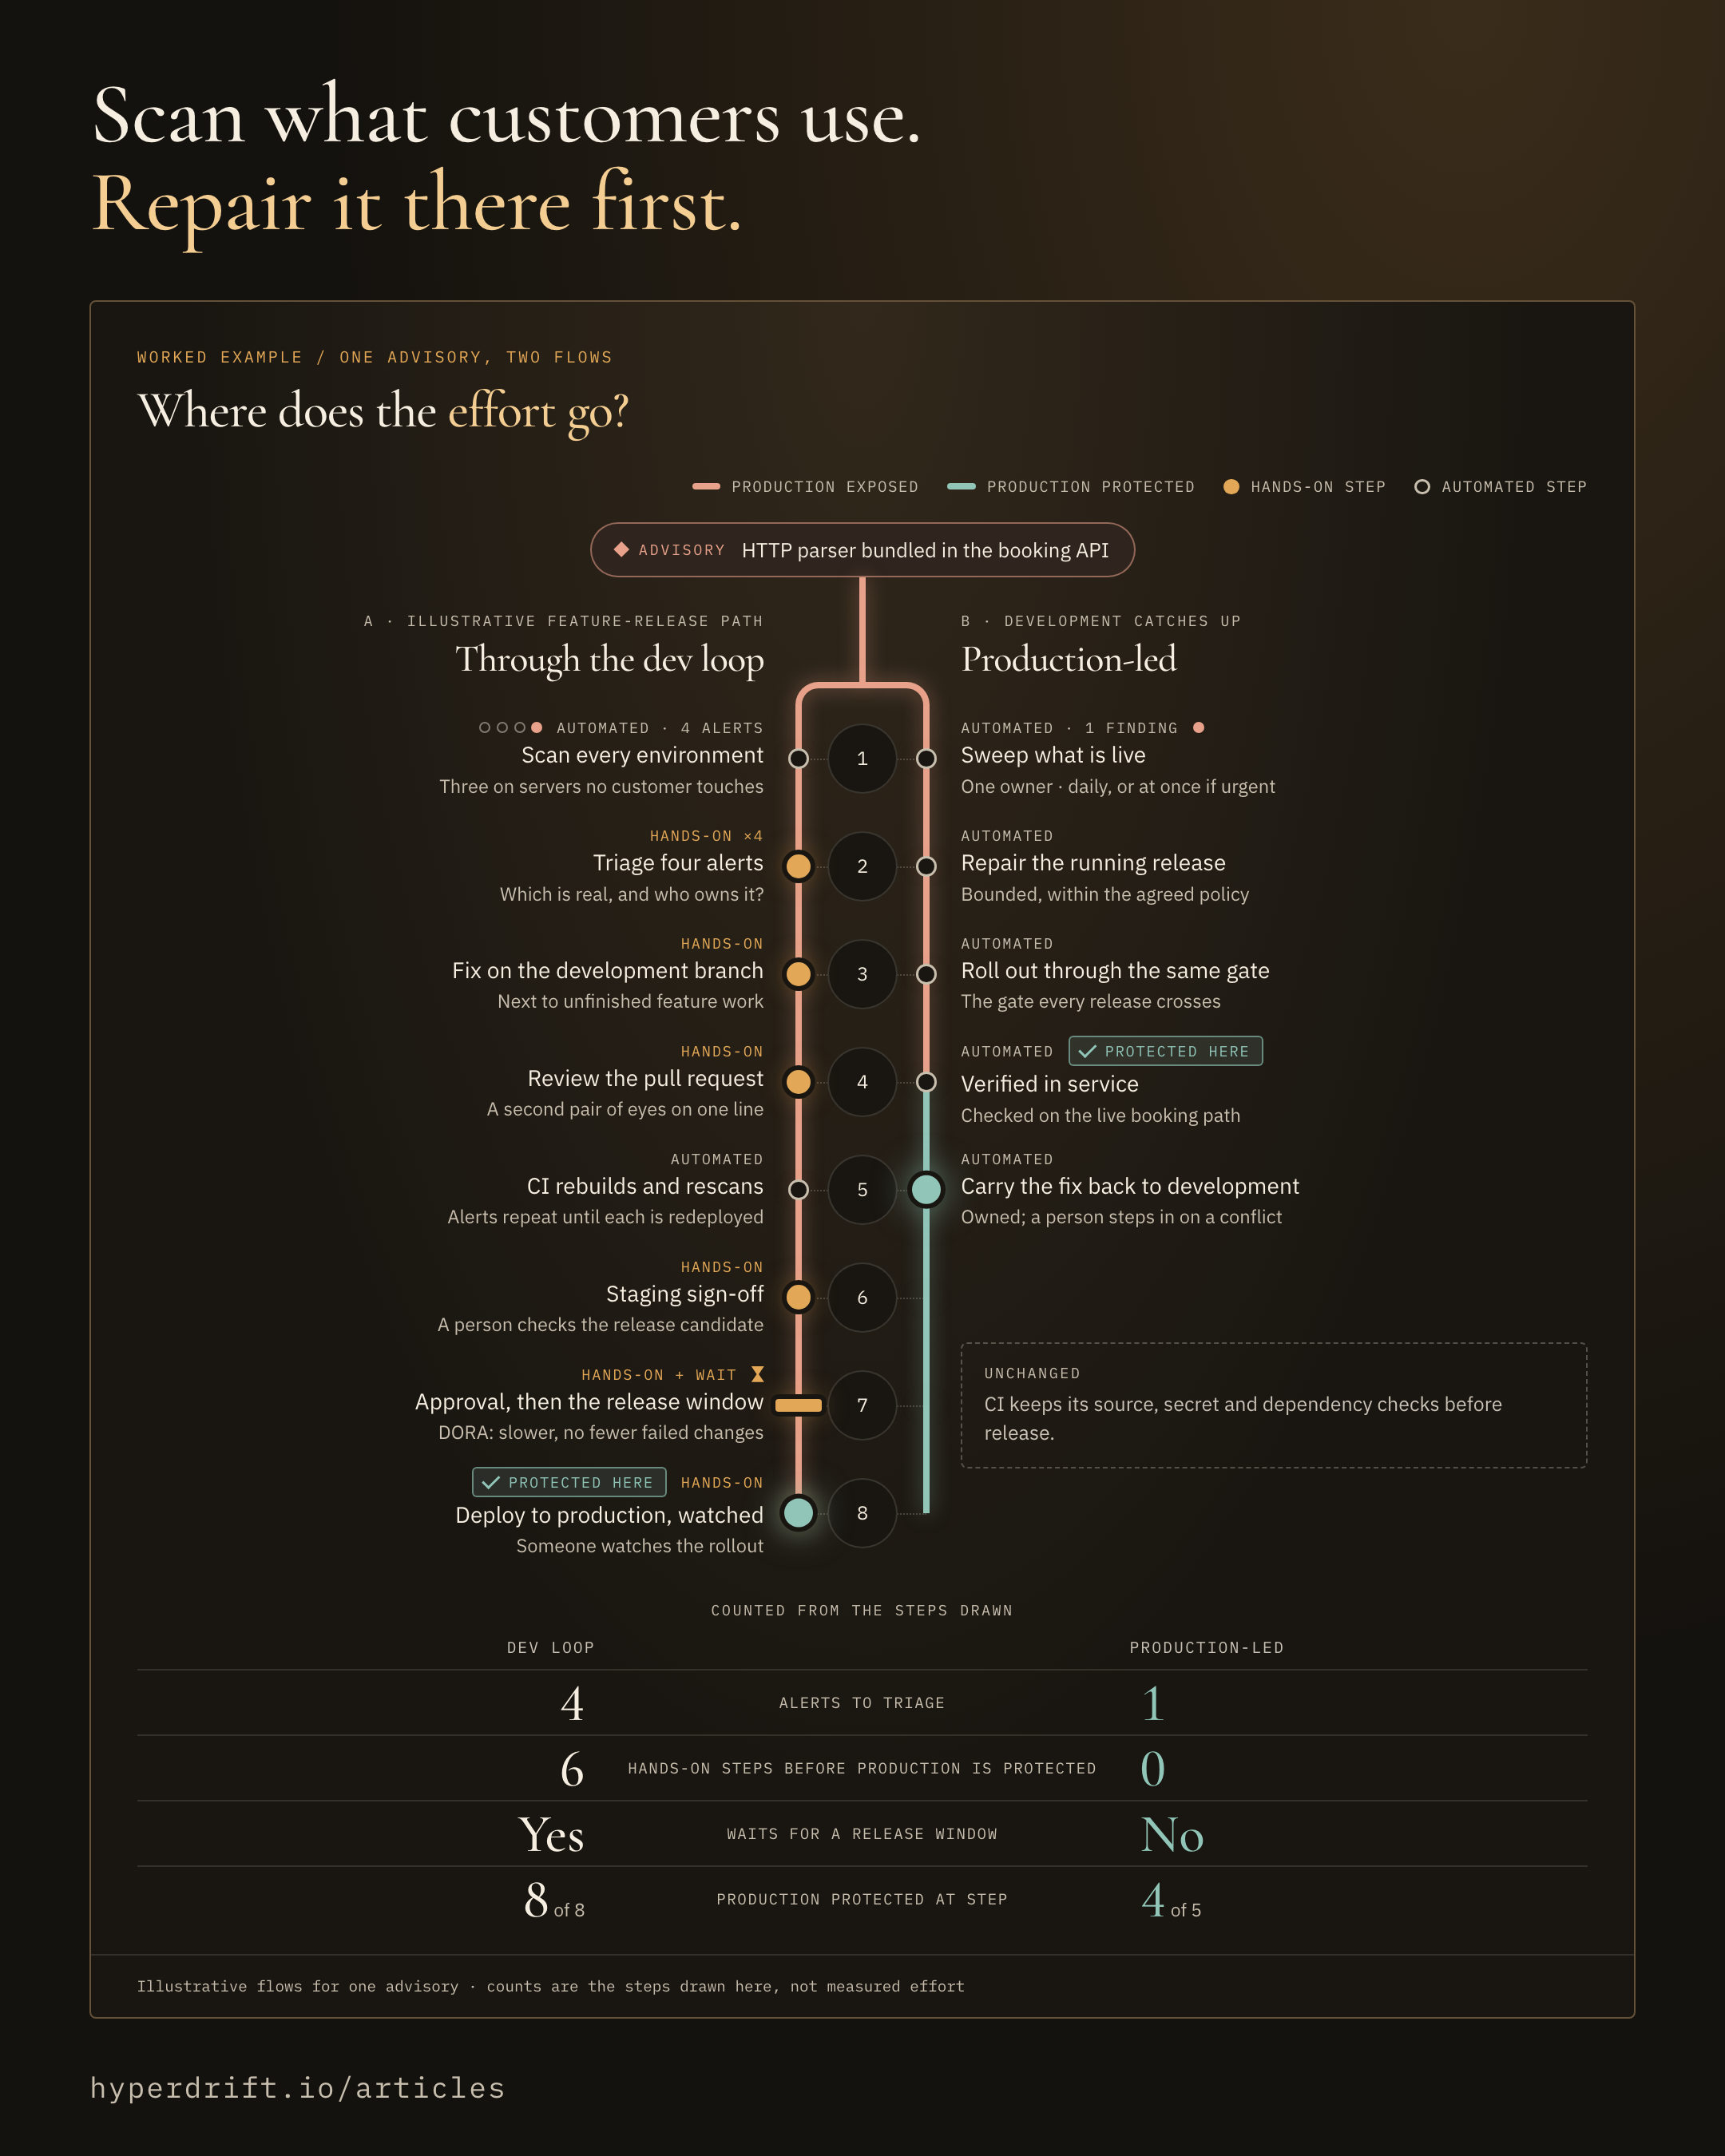 Scan what customers use.
Repair it there first.
WORKED EXAMPLE / ONE ADVISORY, TWO FLOWS
Where does the effort go?
PRODUCTION EXPOSED PRODUCTION PROTECTED HANDS-ON STEP AUTOMATED STEP
ADVISORY HTTP parser bundled in the booking API
A · ILLUSTRATIVE FEATURE-RELEASE PATH
Through the dev loop
B · DEVELOPMENT CATCHES UP
Production-led
AUTOMATED · 4 ALERTS
Scan every environment
Three on servers no customer touches
1
AUTOMATED · 1 FINDING
Sweep what is live
One owner · daily, or at once if urgent
HANDS-ON ×4
Triage four alerts
Which is real, and who owns it?
2
AUTOMATED
Repair the running release
Bounded, within the agreed policy
HANDS-ON
Fix on the development branch
Next to unfinished feature work
3
AUTOMATED
Roll out through the same gate
The gate every release crosses
HANDS-ON
Review the pull request
A second pair of eyes on one line
4
AUTOMATED PROTECTED HERE
Verified in service
Checked on the live booking path
AUTOMATED
CI rebuilds and rescans
Alerts repeat until each is redeployed
5
AUTOMATED
Carry the fix back to development
Owned; a person steps in on a conflict
HANDS-ON
Staging sign-off
A person checks the release candidate
6
HANDS-ON + WAIT
Approval, then the release window
DORA: slower, no fewer failed changes
7
UNCHANGED
CI keeps its source, secret and dependency checks before
release.
PROTECTED HERE HANDS-ON
Deploy to production, watched
Someone watches the rollout
8
COUNTED FROM THE STEPS DRAWN
DEV LOOP PRODUCTION-LED
4 ALERTS TO TRIAGE 1
6 HANDS-ON STEPS BEFORE PRODUCTION IS PROTECTED 0
Yes WAITS FOR A RELEASE WINDOW No
8 of 8 PRODUCTION PROTECTED AT STEP 4 of 5
Illustrative flows for one advisory · counts are the steps drawn here, not measured effort
hyperdrift.io/articles